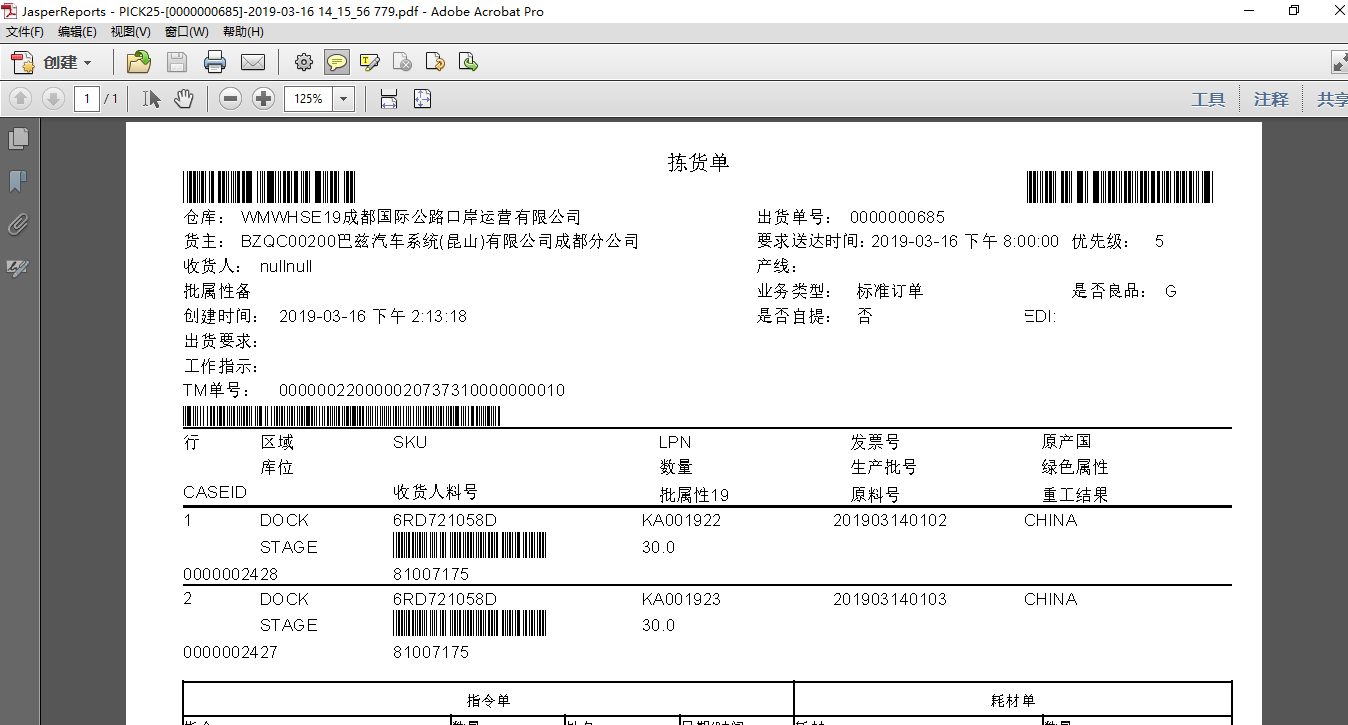 JasperReports - PICK25-[0000000685]-2019-03-16 14_15_56 779.pdf - Adobe Acrobat Pro
文件(F) 编辑(E) 视图(V) 窗口(W) 帮助(H)
创建
1 / 1 125% 工具 注释 共享
拣货单
仓库: WMWHSE19成都国际公路口岸运营有限公司 出货单号: 0000000685
货主: BZQC00200巴兹汽车系统(昆山)有限公司成都分公司 要求送达时间: 2019-03-16 下午 8:00:00 优先级: 5
收货人: nullnull 产线:
批属性备 业务类型: 标准订单 是否良品: G
创建时间: 2019-03-16 下午 2:13:18 是否自提: 否 EDI:
出货要求:
工作指示:
TM单号: 000000220000020737310000000010
行 区域 SKU LPN 发票号 原产国
库位 数量 生产批号 绿色属性
CASEID 收货人料号 批属性19 原料号 重工结果
1 DOCK 6RD721058D KA001922 201903140102 CHINA
STAGE 30.0
0000002428 81007175
2 DOCK 6RD721058D KA001923 201903140103 CHINA
STAGE 30.0
0000002427 81007175
指令单 耗材单